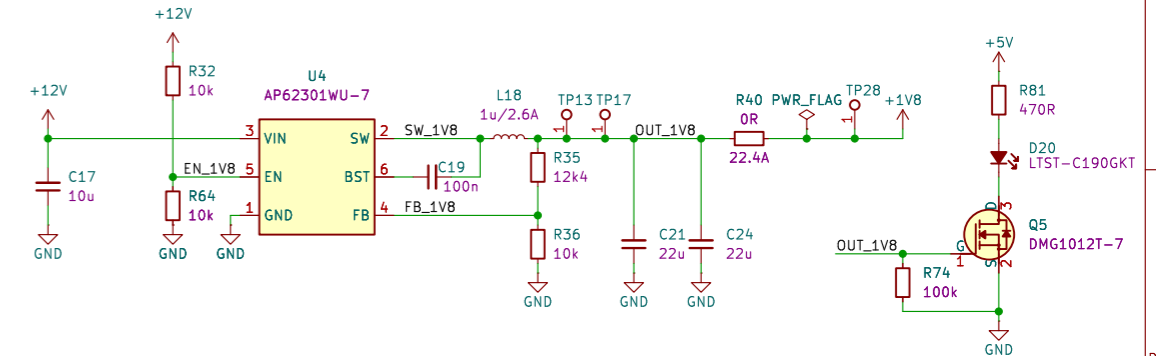 +12V
+12V
R32
10k
U4
AP62301WU-7
3
VIN
SW
2
SW_1V8
EN_1V8
5
EN
BST
6
1
GND
FB
4
FB_1V8
C17
10u
GND
R64
10k
GND
GND
L18
1u/2.6A
C19
100n
TP13
1
TP17
1
R35
12k4
R36
10k
GND
OUT_1V8
C21
22u
GND
C24
22u
GND
R40
0R
22.4A
PWR_FLAG
TP28
1
+1V8
+5V
R81
470R
D20
LTST-C190GKT
OUT_1V8
G
1
D
3
S
2
Q5
DMG1012T-7
R74
100k
GND